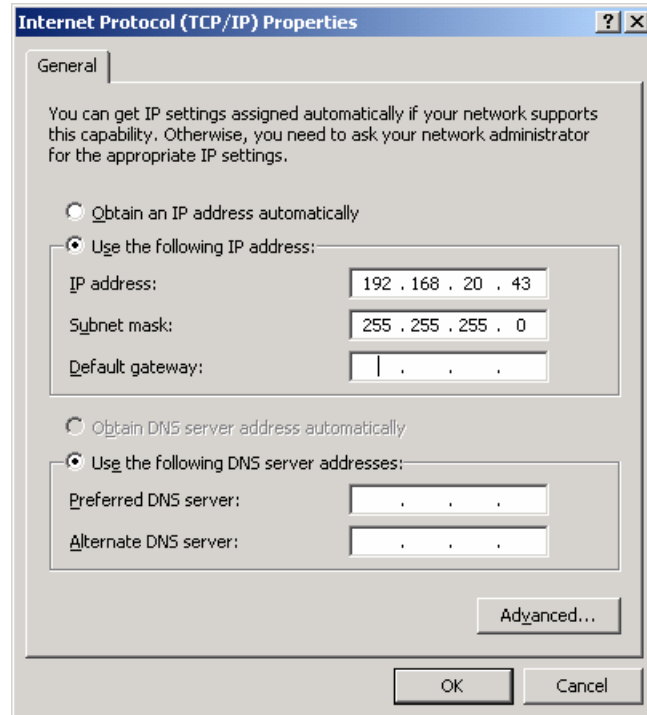 Internet Protocol (TCP/IP) Properties
General
You can get IP settings assigned automatically if your network supports
this capability. Otherwise, you need to ask your network administrator
for the appropriate IP settings.
Obtain an IP address automatically
Use the following IP address:
IP address: 192 . 168 . 20 . 43
Subnet mask: 255 . 255 . 255 . 0
Default gateway: . . .
Obtain DNS server address automatically
Use the following DNS server addresses:
Preferred DNS server: . . .
Alternate DNS server: . . .
Advanced...
OK Cancel